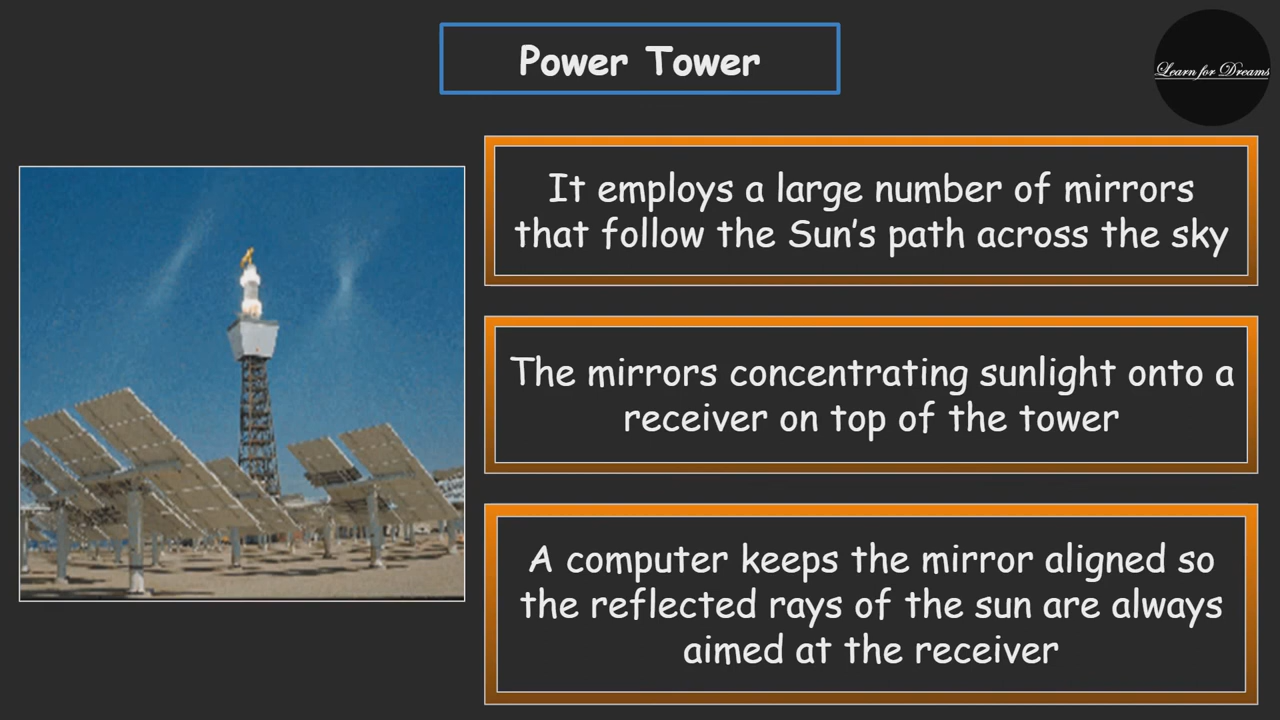 Power Tower
Learn for Dreams
It employs a large number of mirrors
that follow the Sun's path across the sky
The mirrors concentrating sunlight onto a
receiver on top of the tower
A computer keeps the mirror aligned so
the reflected rays of the sun are always
aimed at the receiver